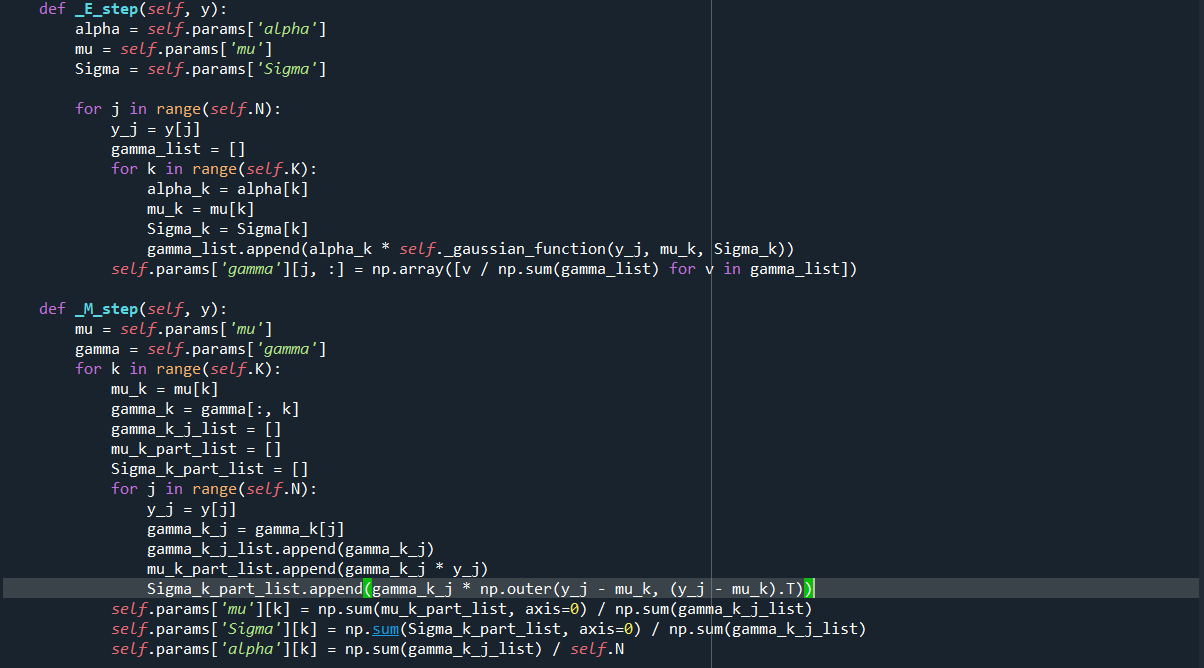 def _E_step(self, y):
    alpha = self.params['alpha']
    mu = self.params['mu']
    Sigma = self.params['Sigma']

    for j in range(self.N):
        y_j = y[j]
        gamma_list = []
        for k in range(self.K):
            alpha_k = alpha[k]
            mu_k = mu[k]
            Sigma_k = Sigma[k]
            gamma_list.append(alpha_k * self._gaussian_function(y_j, mu_k, Sigma_k))
        self.params['gamma'][j, :] = np.array([v / np.sum(gamma_list) for v in gamma_list])

def _M_step(self, y):
    mu = self.params['mu']
    gamma = self.params['gamma']
    for k in range(self.K):
        mu_k = mu[k]
        gamma_k = gamma[:, k]
        gamma_k_j_list = []
        mu_k_part_list = []
        Sigma_k_part_list = []
        for j in range(self.N):
            y_j = y[j]
            gamma_k_j = gamma_k[j]
            gamma_k_j_list.append(gamma_k_j)
            mu_k_part_list.append(gamma_k_j * y_j)
            Sigma_k_part_list.append(gamma_k_j * np.outer(y_j - mu_k, (y_j - mu_k).T))
        self.params['mu'][k] = np.sum(mu_k_part_list, axis=0) / np.sum(gamma_k_j_list)
        self.params['Sigma'][k] = np.sum(Sigma_k_part_list, axis=0) / np.sum(gamma_k_j_list)
        self.params['alpha'][k] = np.sum(gamma_k_j_list) / self.N